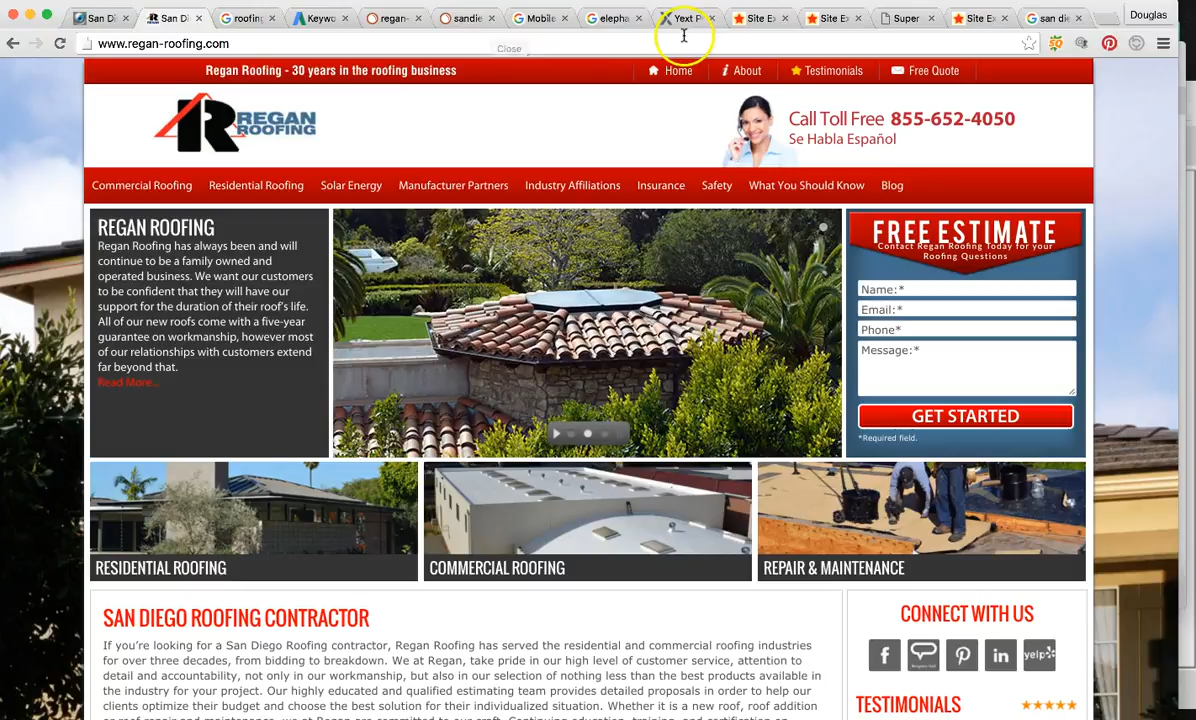 San Di
San Di
roofin
Keywo
regan-
sandie
Mobile
elepha
Yext P
Site Ex
Site Ex
Super
Site Ex
san die
Douglas
www.regan-roofing.com
Close
Regan Roofing - 30 years in the roofing business
Home
About
Testimonials
Free Quote
REGAN
ROOFING
Call Toll Free 855-652-4050
Se Habla Español
Commercial Roofing
Residential Roofing
Solar Energy
Manufacturer Partners
Industry Affiliations
Insurance
Safety
What You Should Know
Blog
REGAN ROOFING
Regan Roofing has always been and will
continue to be a family owned and
operated business. We want our customers
to be confident that they will have our
support for the duration of their roof's life.
All of our new roofs come with a five-year
guarantee on workmanship, however most
of our relationships with customers extend
far beyond that.
Read More...
FREE ESTIMATE
Contact Regan Roofing Today for your
Roofing Questions
Name:*
Email:*
Phone*
Message:*
GET STARTED
*Required field.
RESIDENTIAL ROOFING
COMMERCIAL ROOFING
REPAIR & MAINTENANCE
SAN DIEGO ROOFING CONTRACTOR
If you're looking for a San Diego Roofing contractor, Regan Roofing has served the residential and commercial roofing industries
for over three decades, from bidding to breakdown. We at Regan, take pride in our high level of customer service, attention to
detail and accountability, not only in our workmanship, but also in our selection of nothing less than the best products available in
the industry for your project. Our highly educated and qualified estimating team provides detailed proposals in order to help our
clients optimize their budget and choose the best solution for their individualized situation. Whether it is a new roof, roof addition
CONNECT WITH US
yelp
TESTIMONIALS